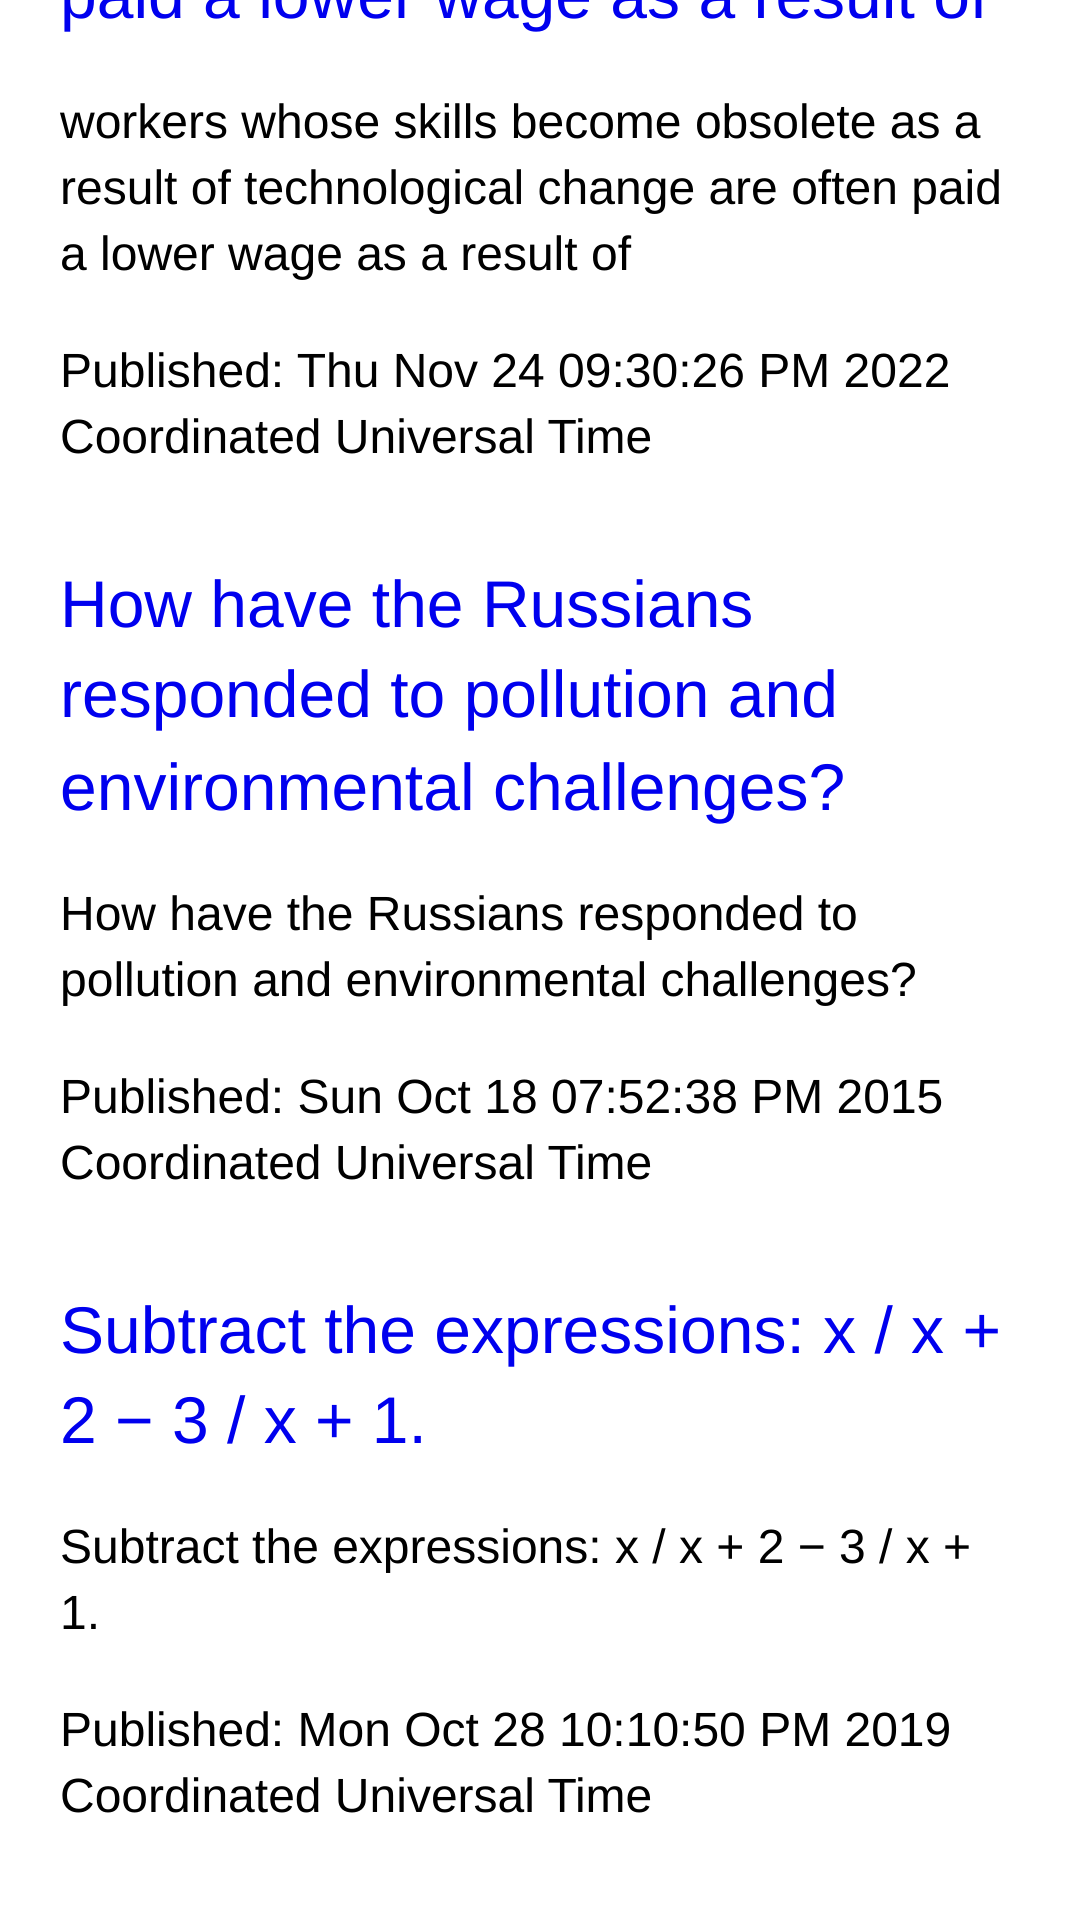 paid a lower wage as a result of
workers whose skills become obsolete as a
result of technological change are often paid
a lower wage as a result of
Published: Thu Nov 24 09:30:26 PM 2022
Coordinated Universal Time
How have the Russians
responded to pollution and
environmental challenges?
How have the Russians responded to
pollution and environmental challenges?
Published: Sun Oct 18 07:52:38 PM 2015
Coordinated Universal Time
Subtract the expressions: x / x +
2 − 3 / x + 1.
Subtract the expressions: x / x + 2 − 3 / x +
1.
Published: Mon Oct 28 10:10:50 PM 2019
Coordinated Universal Time